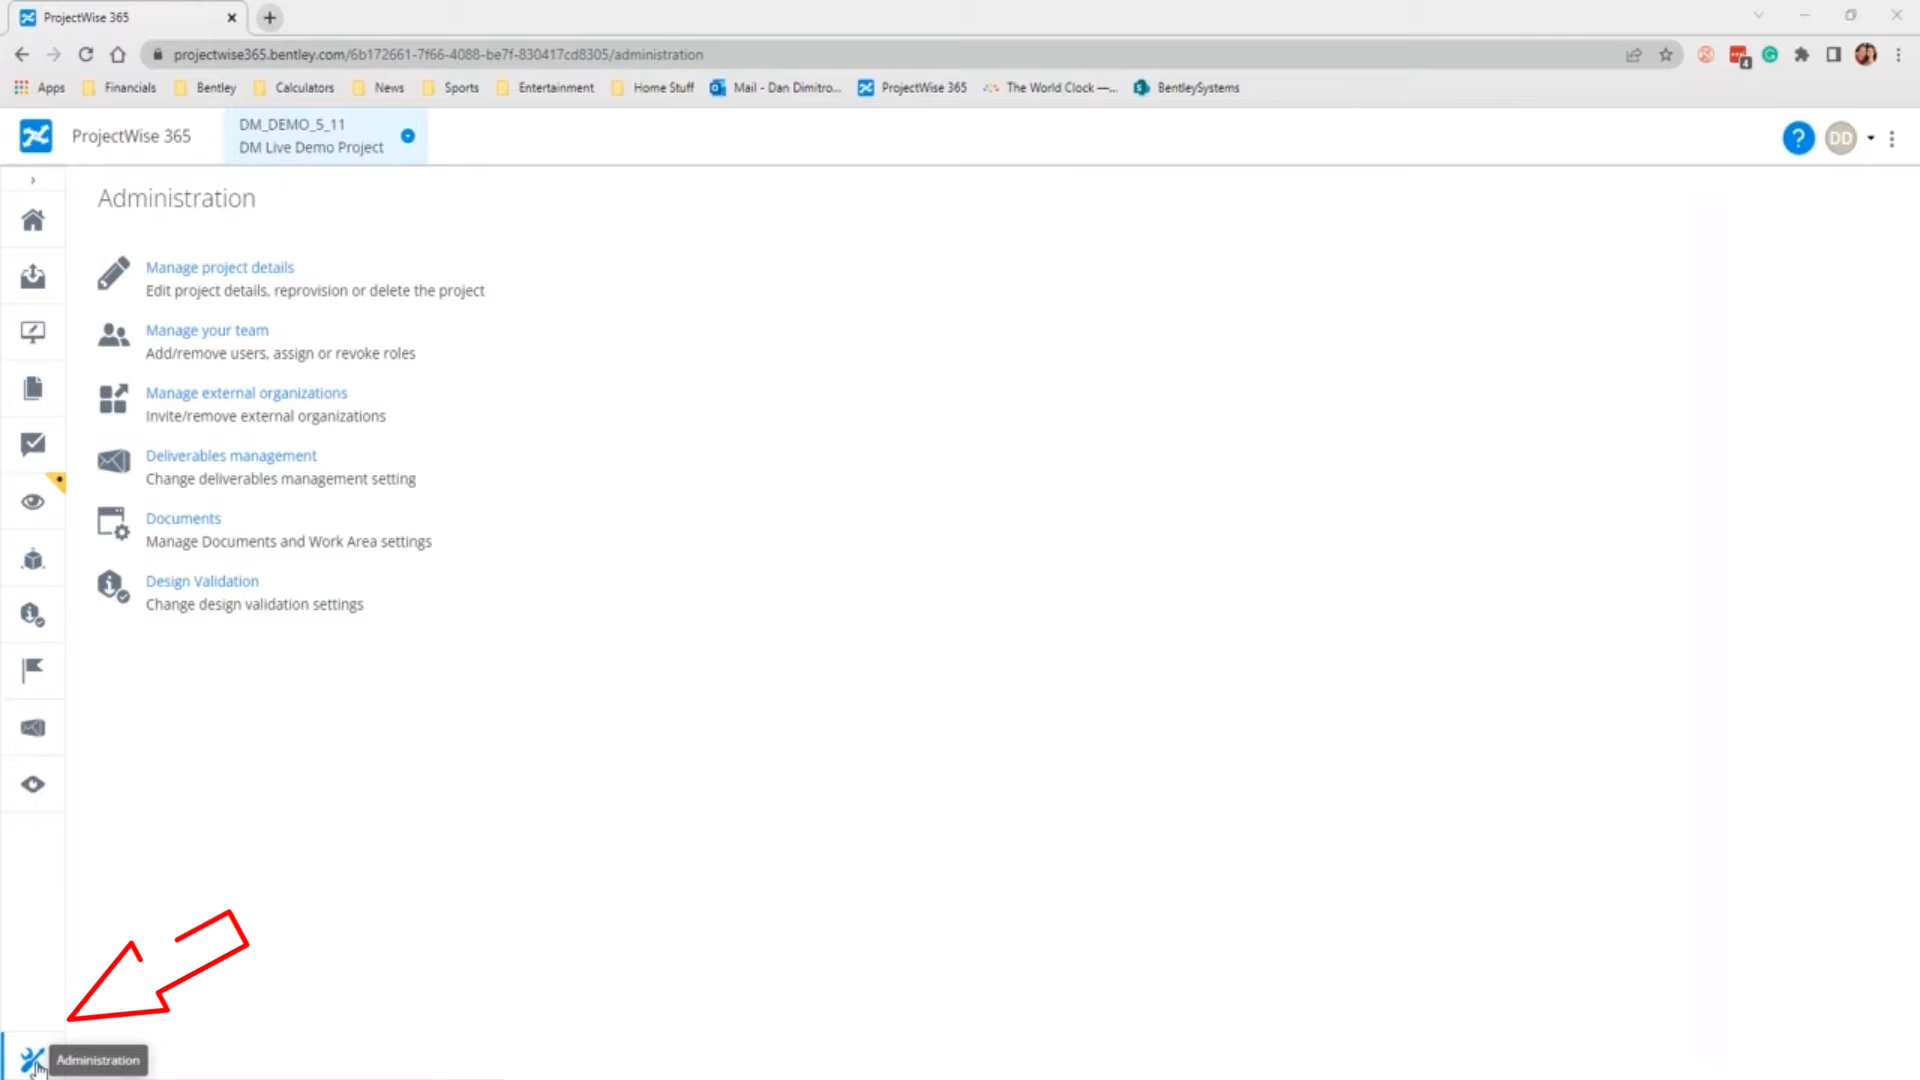 ProjectWise 365
projectwise365.bentley.com/6b172661-7f66-4088-be7f-830417cd8305/administration
4
Apps Financials Bentley Calculators News Sports Entertainment Home Stuff Mail - Dan Dimitro... ProjectWise 365 The World Clock —... BentleySystems
ProjectWise 365
DM_DEMO_5_11
DM Live Demo Project
? DD
Administration
Manage project details
Edit project details, reprovision or delete the project
Manage your team
Add/remove users, assign or revoke roles
Manage external organizations
Invite/remove external organizations
Deliverables management
Change deliverables management setting
Documents
Manage Documents and Work Area settings
Design Validation
Change design validation settings
Administration